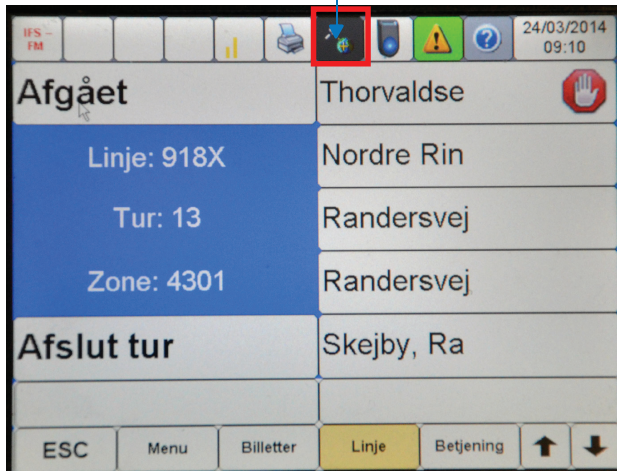 IFS -
FM
24/03/2014
09:10
Afgået
Linje: 918X
Tur: 13
Zone: 4301
Afslut tur
Thorvaldse
Nordre Rin
Randersvej
Randersvej
Skejby, Ra
ESC
Menu
Billetter
Linje
Betjening